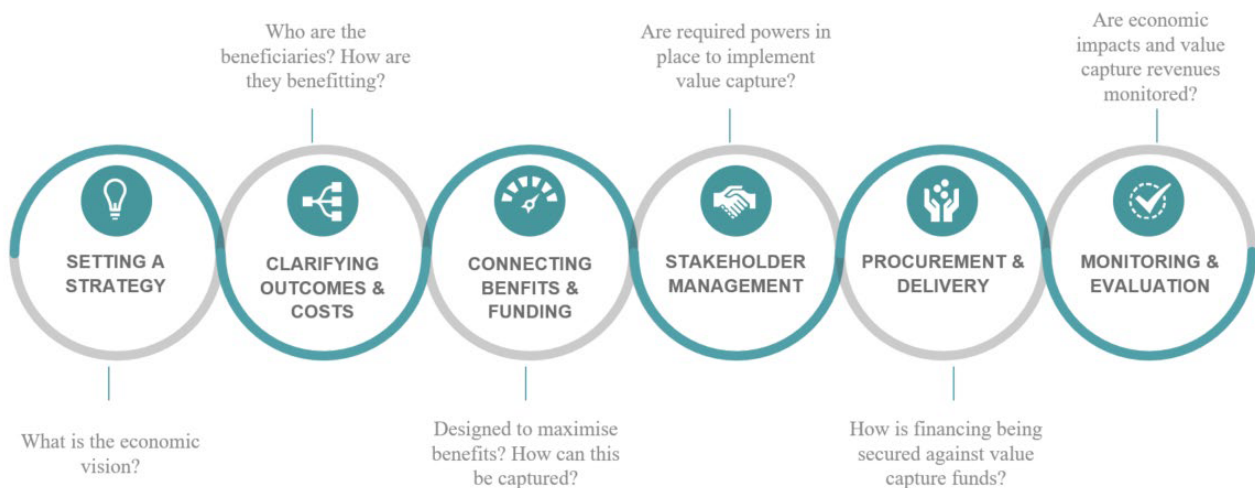 Who are the
beneficiaries? How are
they benefitting?
Are required powers in
place to implement
value capture?
Are economic
impacts and value
capture revenues
monitored?
SETTING A
STRATEGY
CLARIFYING
OUTCOMES &
COSTS
CONNECTING
BENFITS &
FUNDING
STAKEHOLDER
MANAGEMENT
PROCUREMENT &
DELIVERY
MONITORING &
EVALUATION
What is the economic
vision?
Designed to maximise
benefits? How can this
be captured?
How is financing being
secured against value
capture funds?